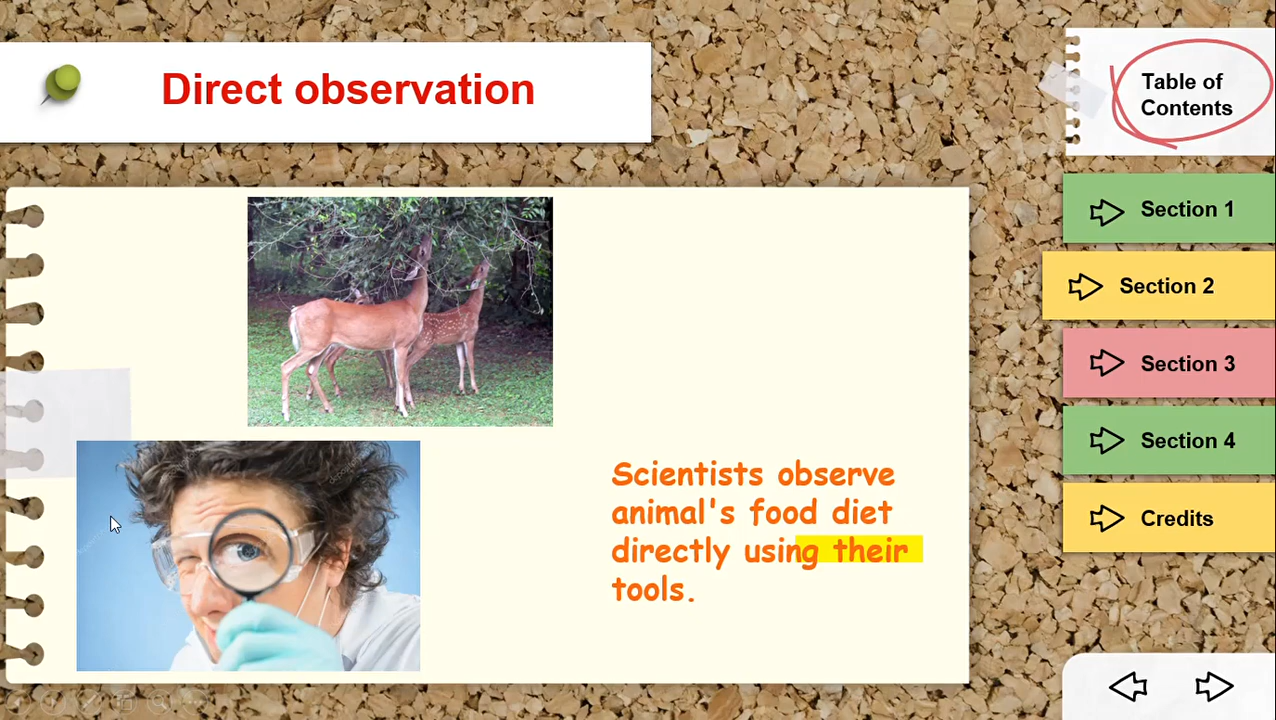 Direct observation
Table of
Contents
Section 1
Section 2
Section 3
Section 4
Credits
Scientists observe
animal's food diet
directly using their
tools.